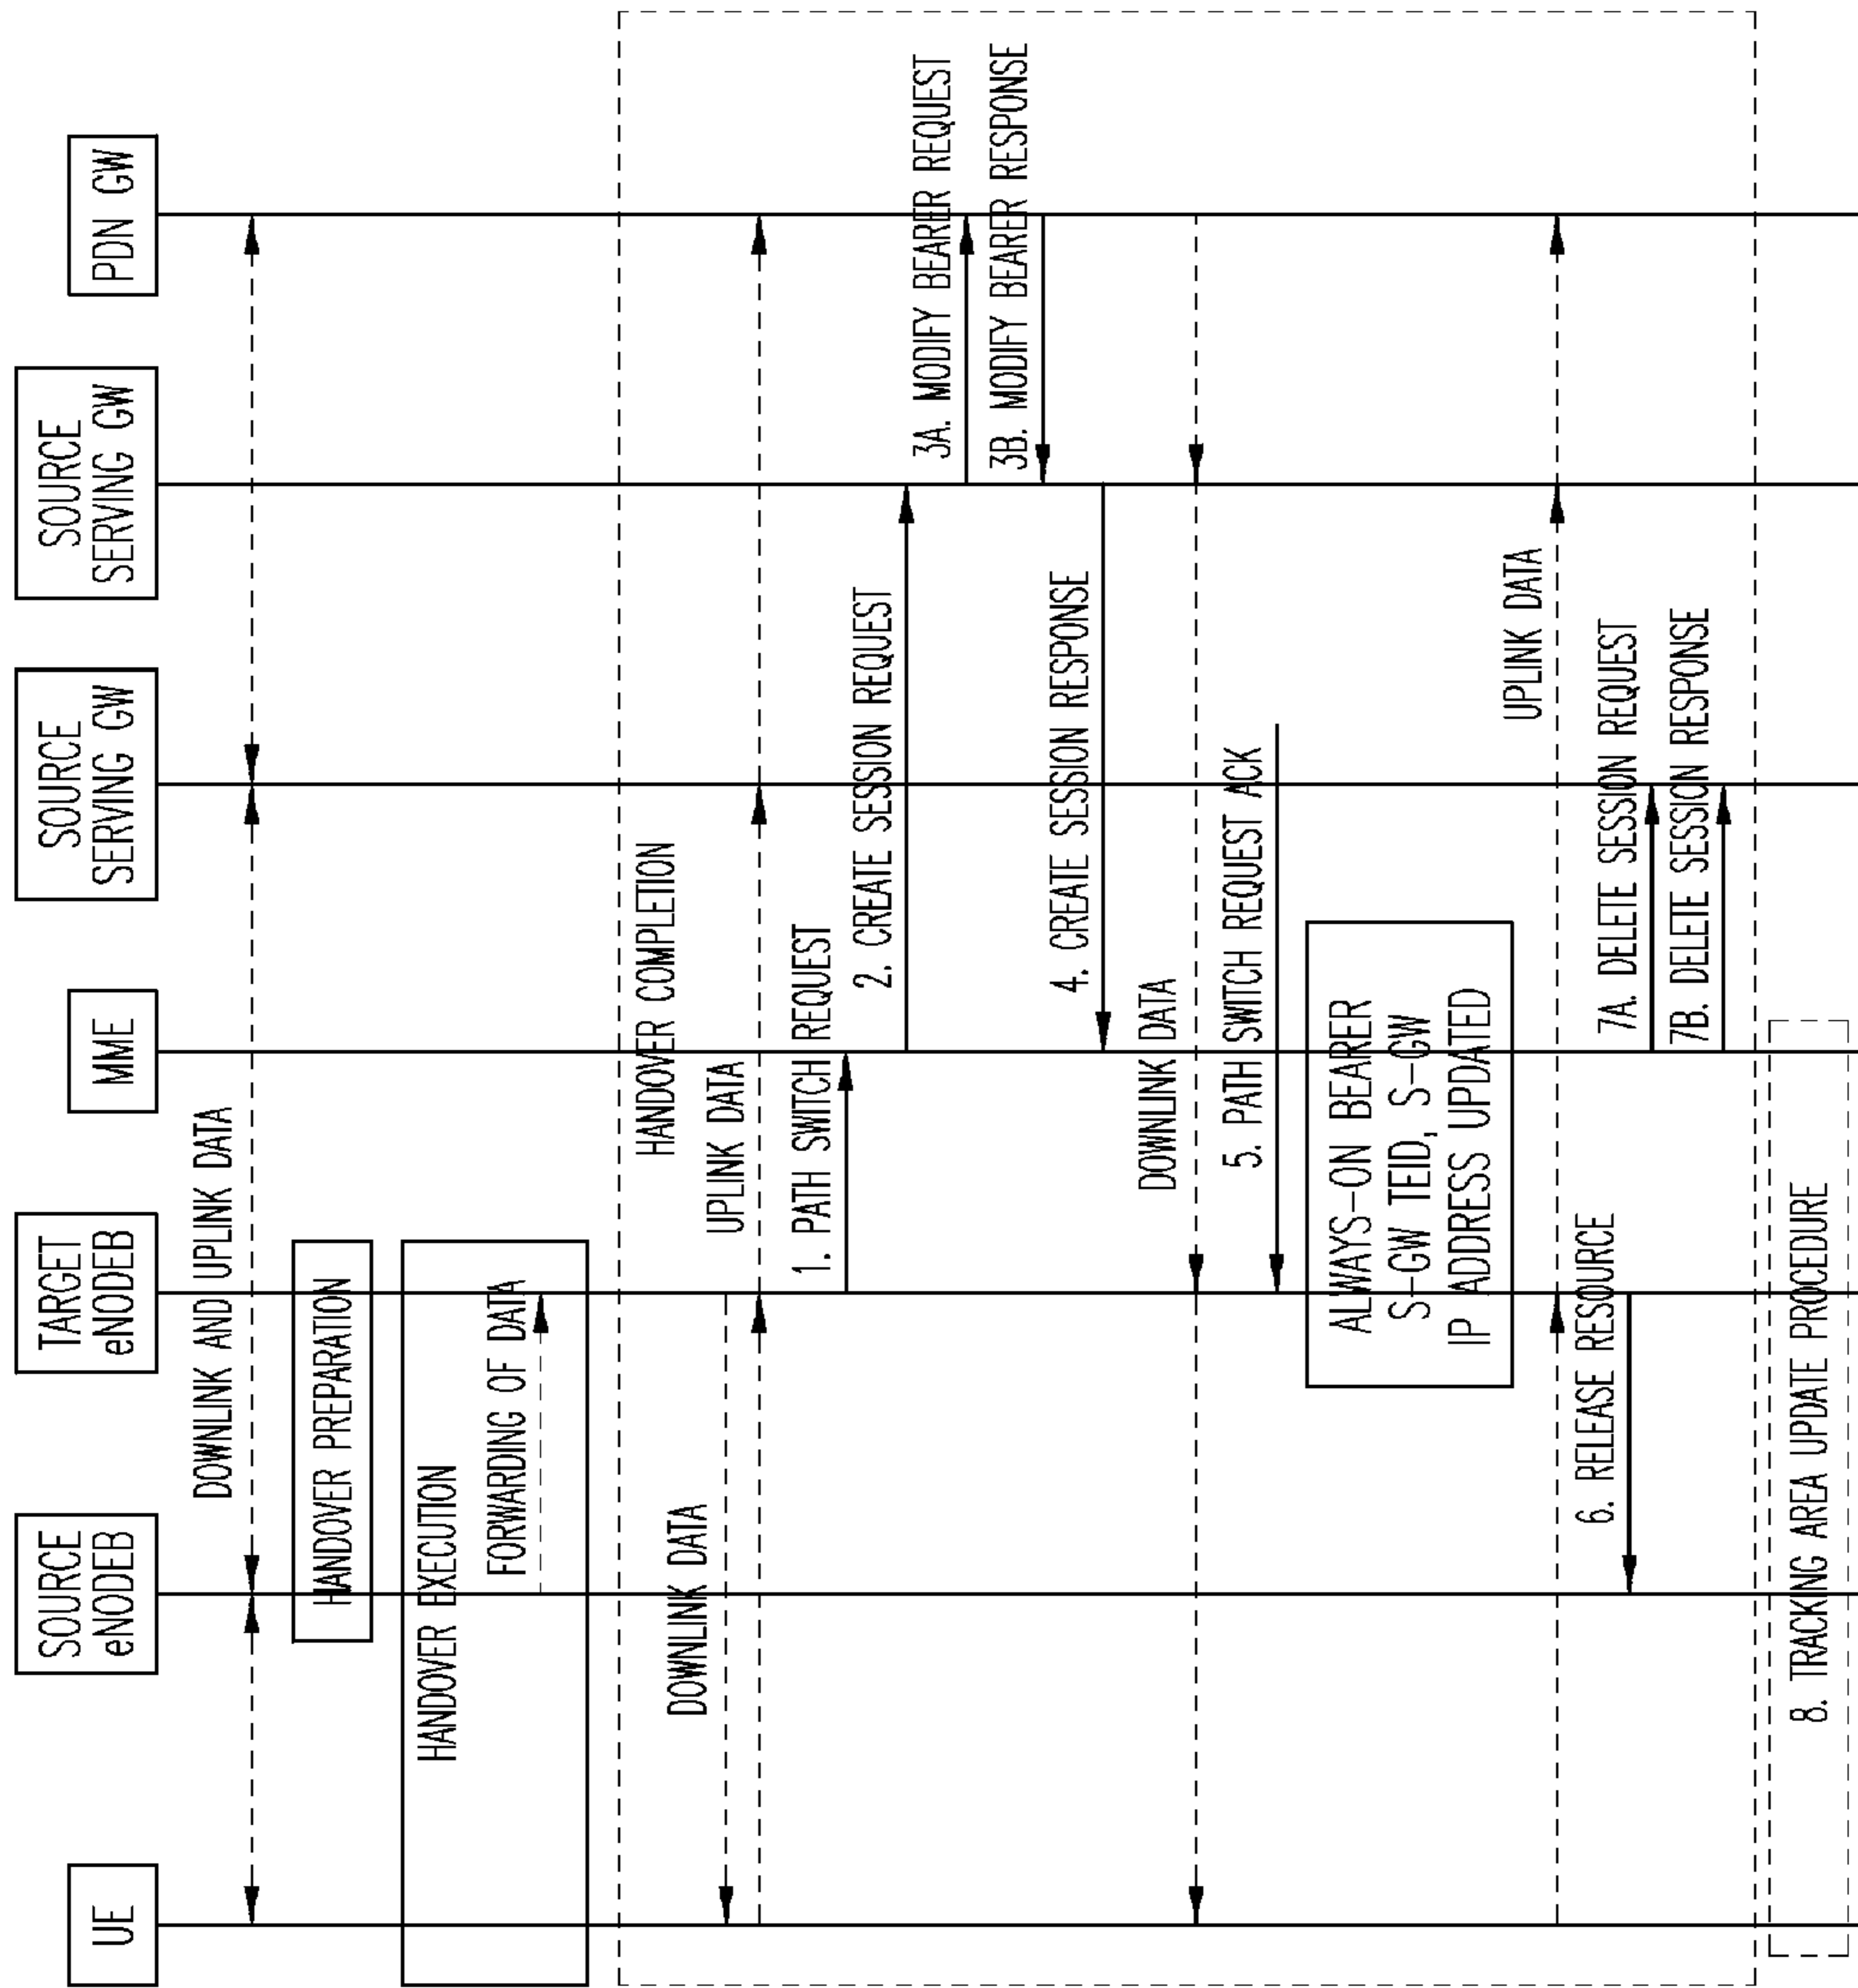 UE
SOURCE
eNODEB
TARGET
eNODEB
MME
SOURCE
SERVING GW
SOURCE
SERVING GW
PDN GW
DOWNLINK AND UPLINK DATA
HANDOVER PREPARATION
HANDOVER EXECUTION
FORWARDING OF DATA
HANDOVER COMPLETION
DOWNLINK DATA
UPLINK DATA
1. PATH SWITCH REQUEST
2. CREATE SESSION REQUEST
3A. MODIFY BEARER REQUEST
3B. MODIFY BEARER RESPONSE
4. CREATE SESSION RESPONSE
DOWNLINK DATA
5. PATH SWITCH REQUEST ACK
ALWAYS-ON BEARER
S-GW TEID, S-GW
IP ADDRESS UPDATED
UPLINK DATA
6. RELEASE RESOURCE
7A. DELETE SESSION REQUEST
7B. DELETE SESSION RESPONSE
8. TRACKING AREA UPDATE PROCEDURE